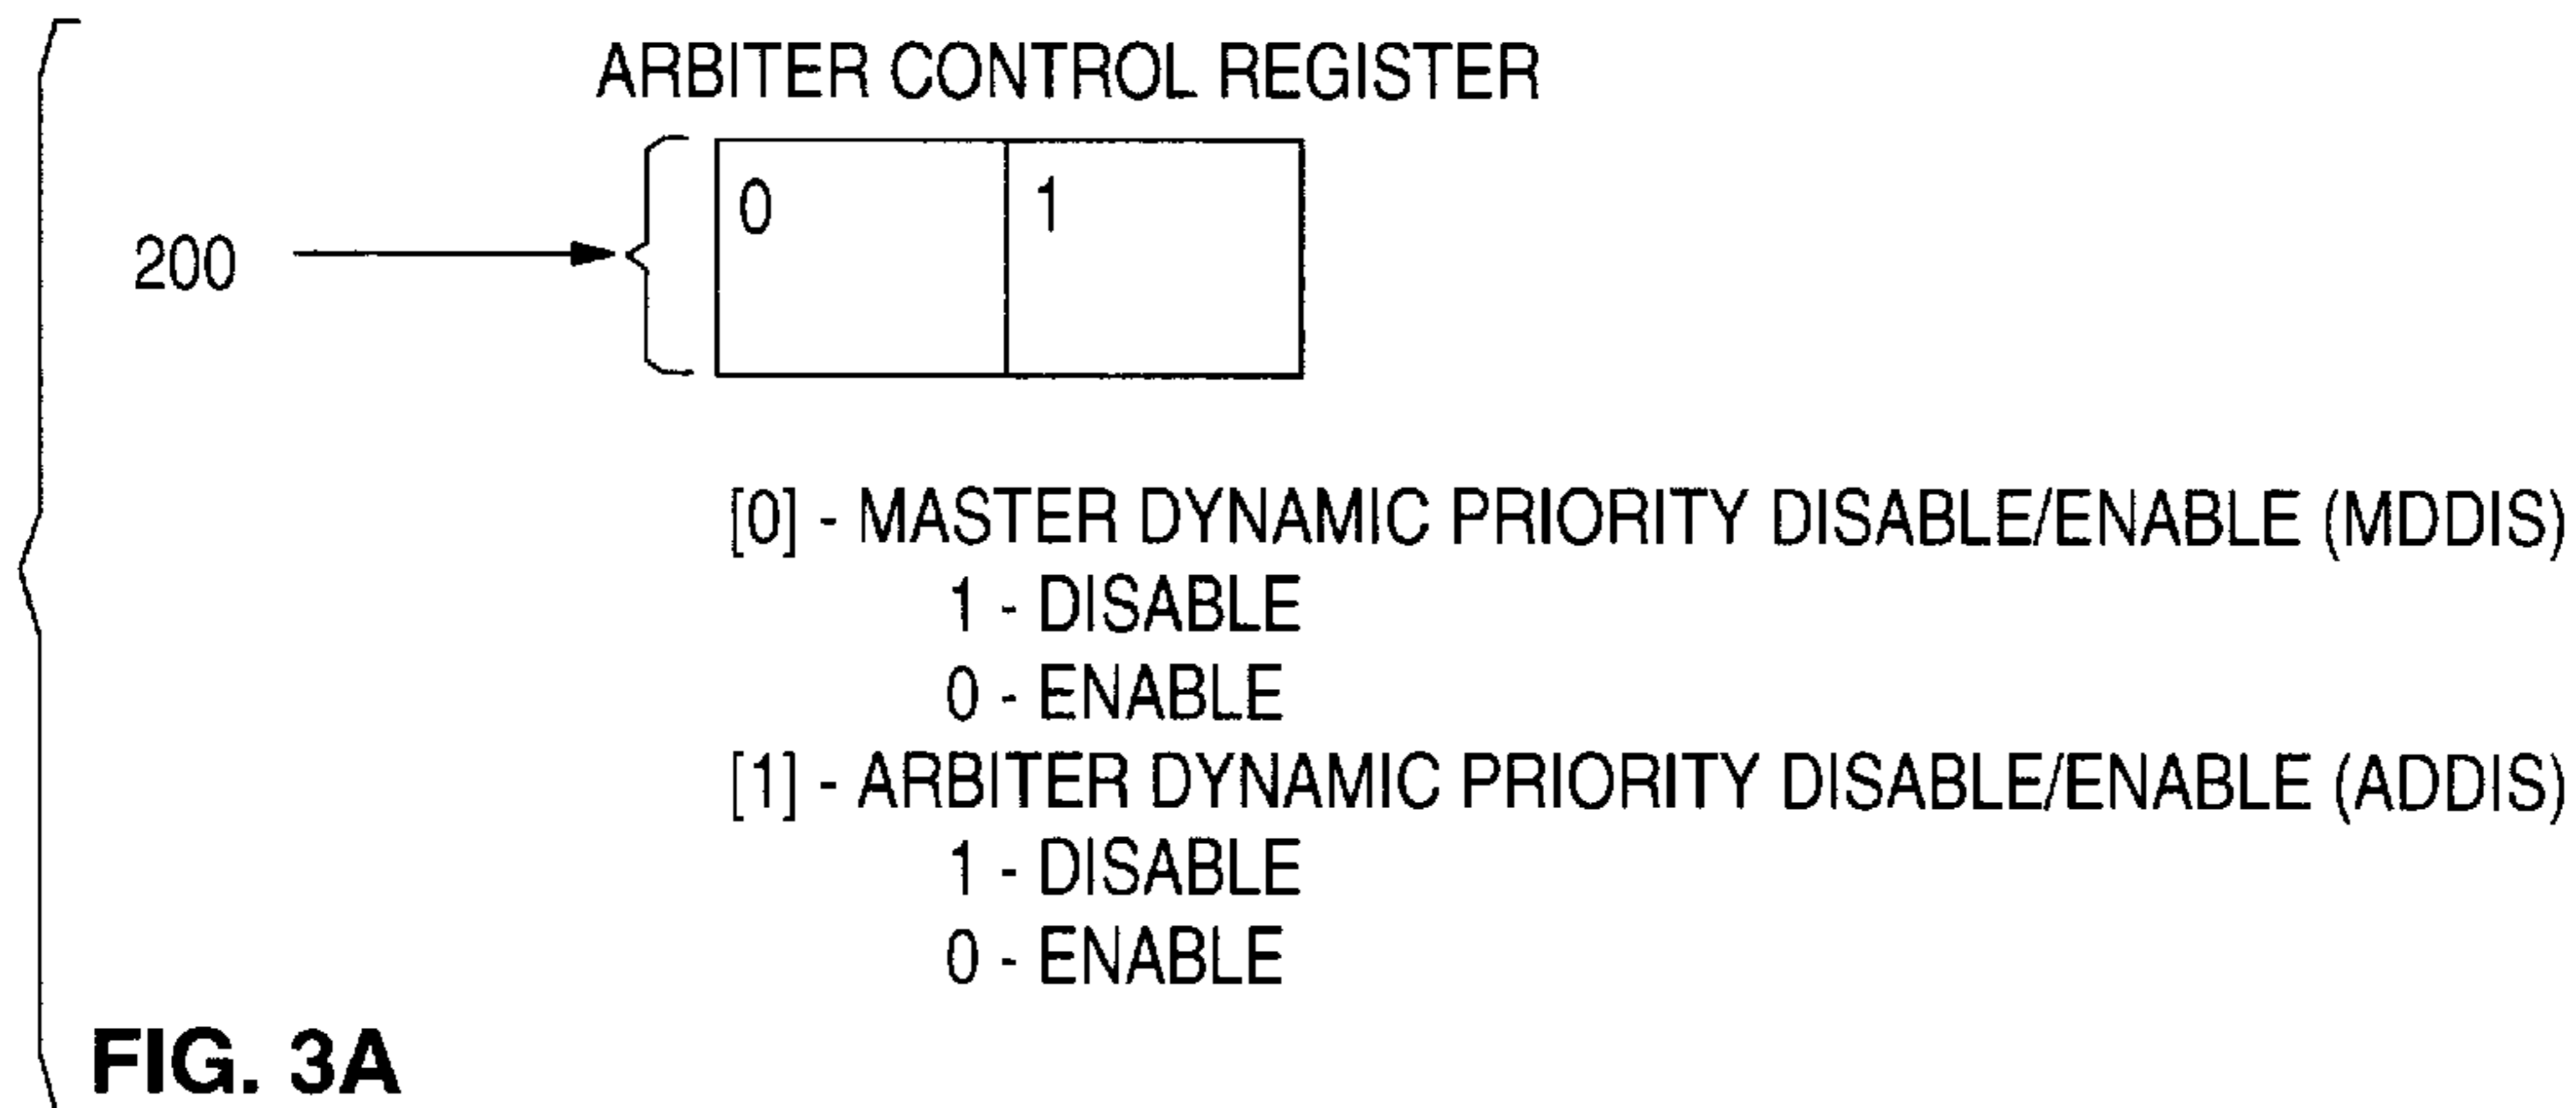 ARBITER CONTROL REGISTER
0 1
200
[0] - MASTER DYNAMIC PRIORITY DISABLE/ENABLE (MDDIS)
1 - DISABLE
0 - ENABLE
[1] - ARBITER DYNAMIC PRIORITY DISABLE/ENABLE (ADDIS)
1 - DISABLE
0 - ENABLE
FIG. 3A